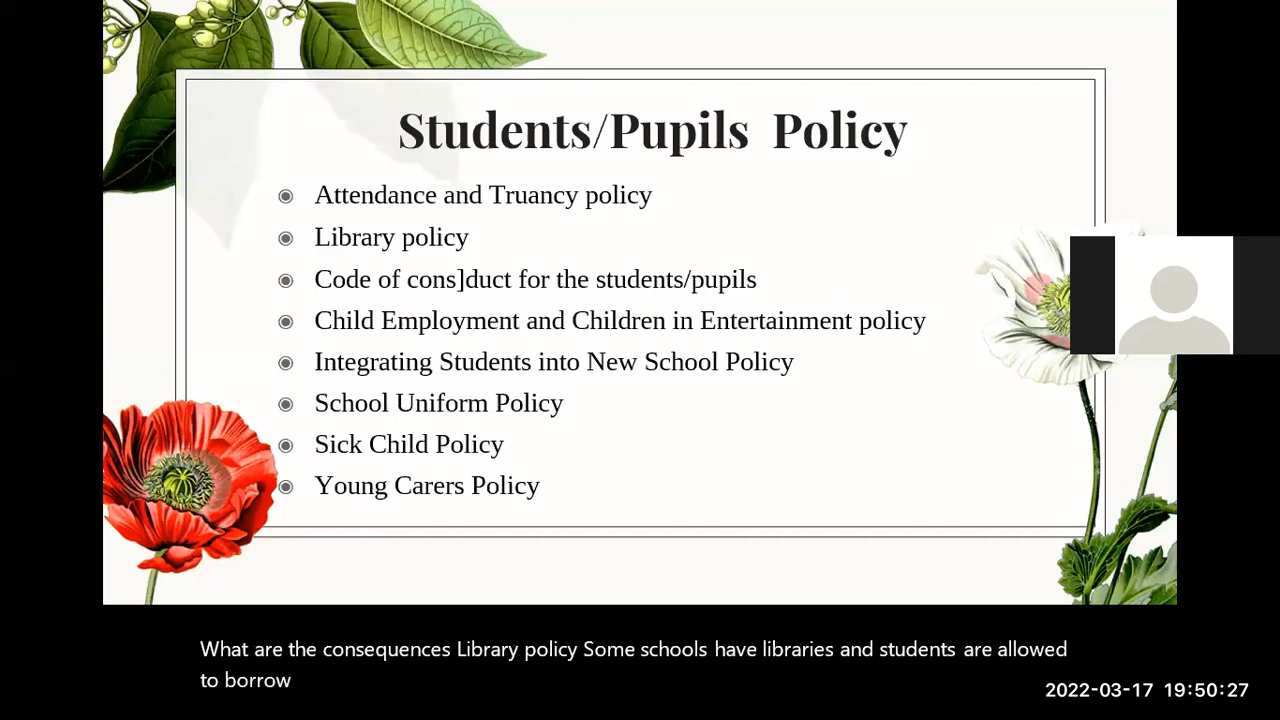 Students/Pupils Policy
Attendance and Truancy policy
Library policy
Code of cons]duct for the students/pupils
Child Employment and Children in Entertainment policy
Integrating Students into New School Policy
School Uniform Policy
Sick Child Policy
Young Carers Policy
What are the consequences Library policy Some schools have libraries and students are allowed
to borrow
2022-03-17 19:50:27